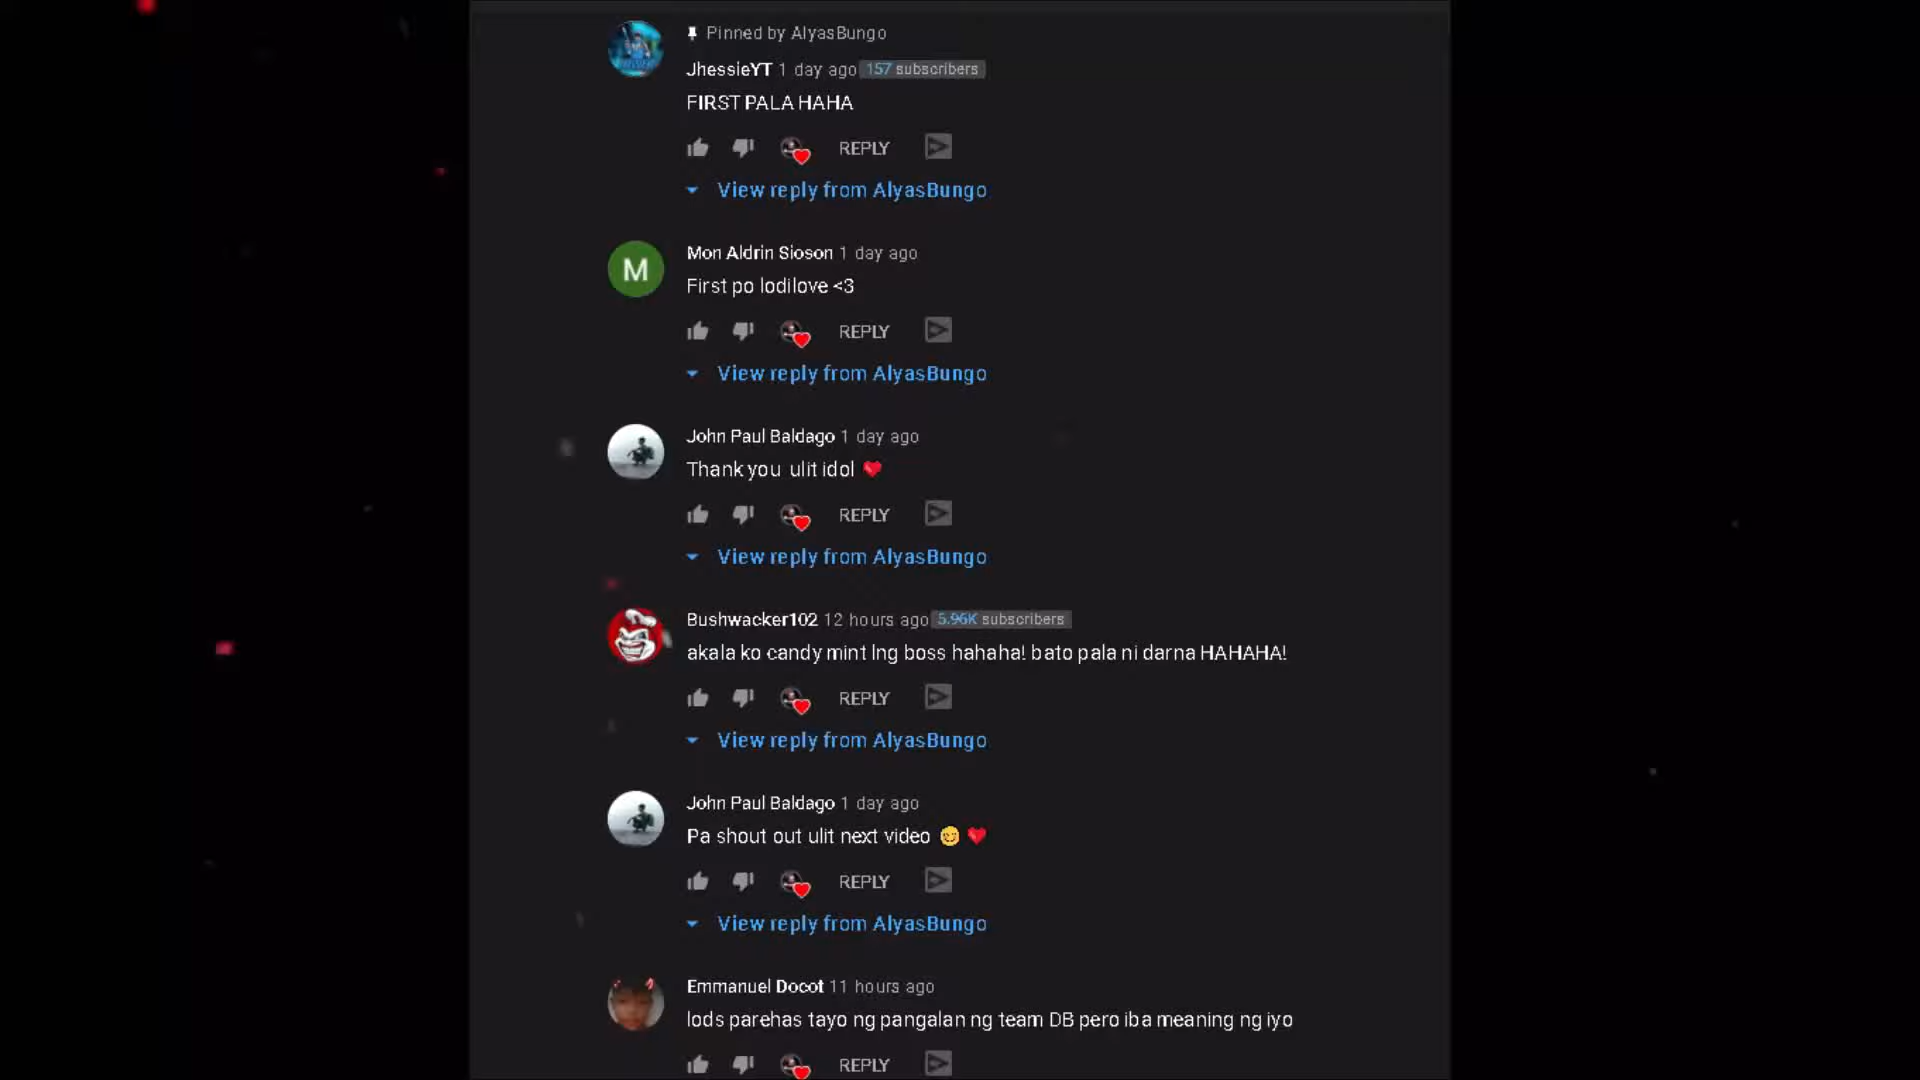 Pinned by AlyasBungo
JhessieYT 1 day ago 157 subscribers
FIRST PALA HAHA
REPLY
View reply from AlyasBungo
M
Mon Aldrin Sioson 1 day ago
First po lodilove <3
REPLY
View reply from AlyasBungo
John Paul Baldago 1 day ago
Thank you ulit idol ❤️
REPLY
View reply from AlyasBungo
Bushwacker102 12 hours ago 5.96K subscribers
akala ko candy mint lng boss hahaha! bato pala ni darna HAHAHA!
REPLY
View reply from AlyasBungo
John Paul Baldago 1 day ago
Pa shout out ulit next video 😊 ❤️
REPLY
View reply from AlyasBungo
Emmanuel Docot 11 hours ago
lods parehas tayo ng pangalan ng team DB pero iba meaning ng iyo
REPLY